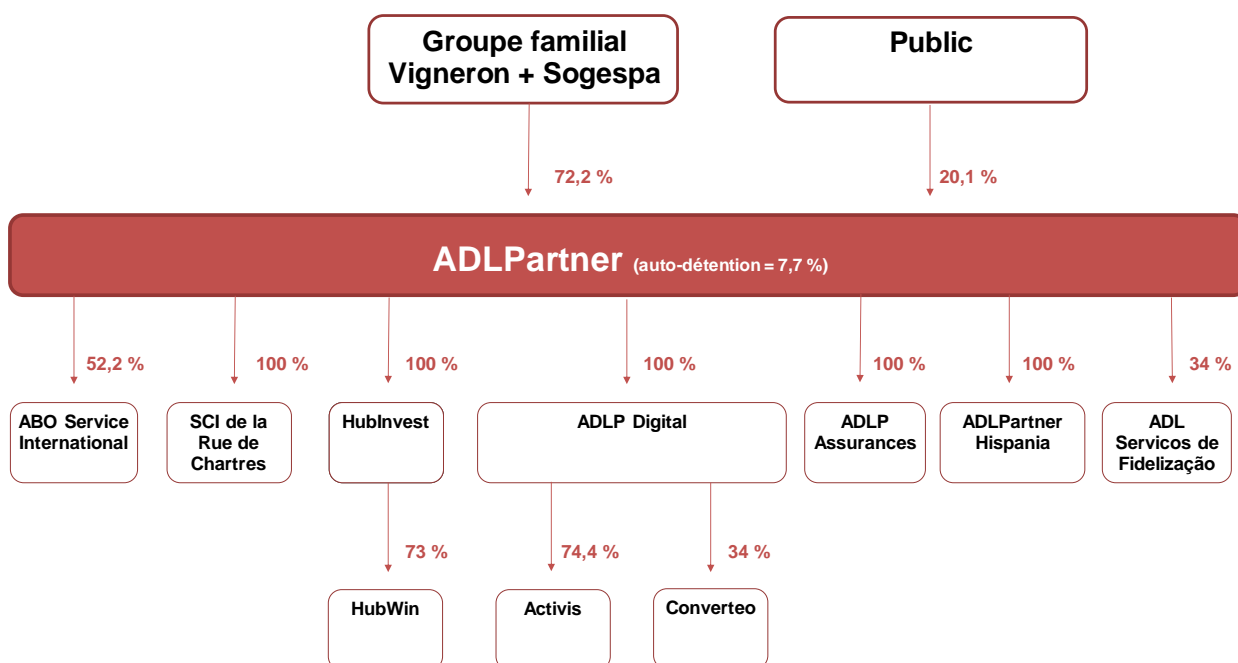 Groupe familial
Vigneron + Sogespa
Public
72,2 %
20,1 %
ADLPartner (auto-détention = 7,7 %)
52,2 %
100 %
100 %
100 %
100 %
100 %
34 %
ABO Service
International
SCI de la
Rue de
Chartres
HubInvest
ADLP Digital
ADLP
Assurances
ADLPartner
Hispania
ADL
Servicos de
Fidelização
73 %
74,4 %
34 %
HubWin
Activis
Converteo